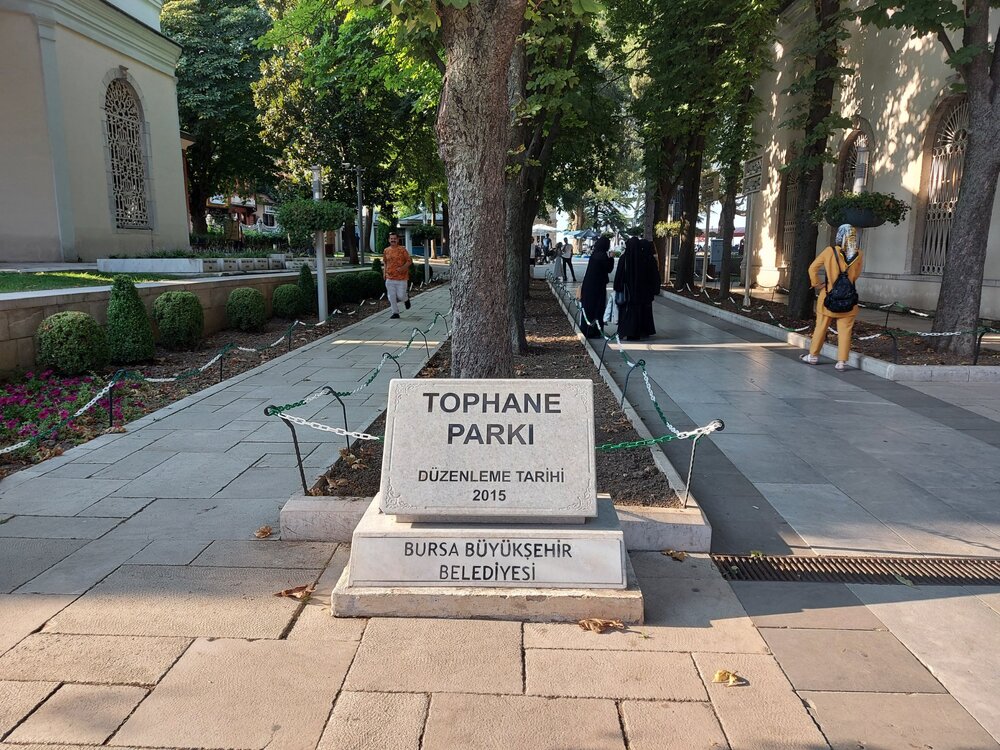 TOPHANE
PARKI
DÜZENLEME TARİHİ
2015
BURSA BÜYÜKŞEHİR
BELEDİYESİ